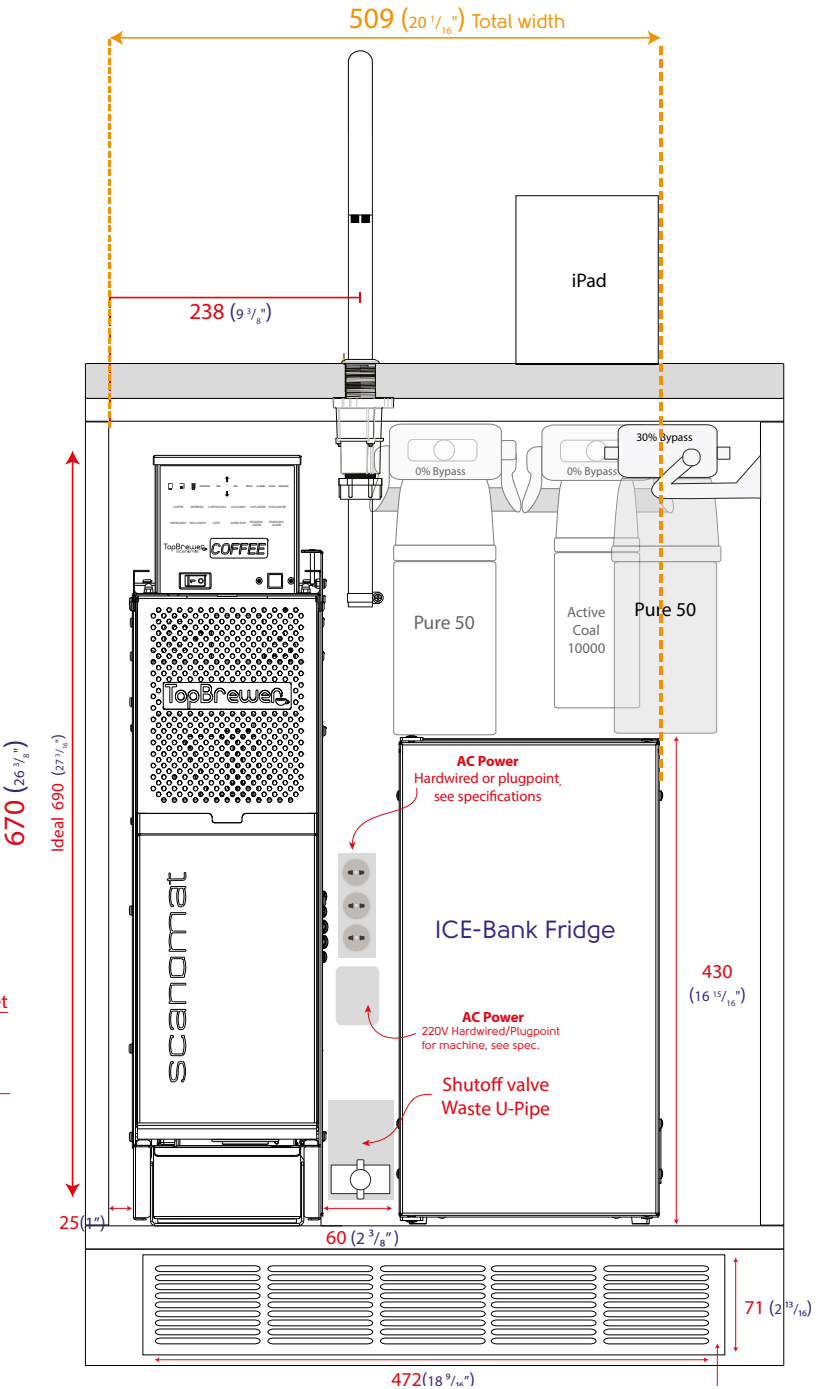 509 (20 1/16") Total width
iPad
238 (9 3/8")
30% Bypass
0% Bypass
0% Bypass
TopBrewer
scanomat
COFFEE
Pure 50
Active
Coal
10000
Pure 50
TopBrewer
670 (26 3/8")
Ideal 690 (27 3/16")
AC Power
Hardwired or plugpoint,
see specifications
scanomat
ICE-Bank Fridge
430
(16 15/16")
AC Power
220V Hardwired/Plugpoint
for machine, see spec.
Shutoff valve
Waste U-Pipe
25(1")
60 (2 3/8")
71 (2 13/16)
472(18 9/16")